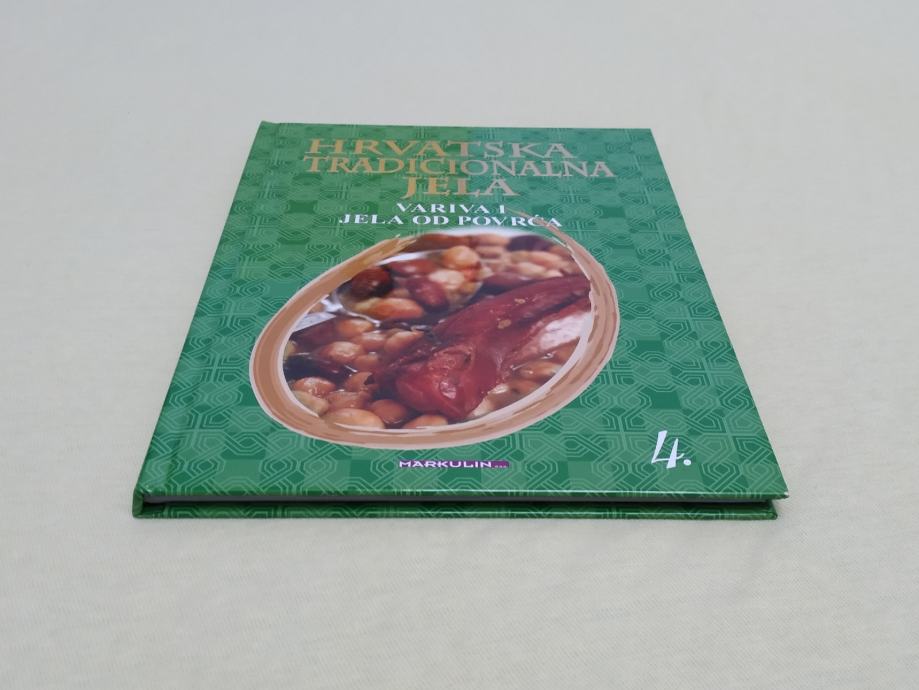 HRVATSKA
TRADICIONALNA
JELA
VARIVA I
JELA OD POVRĆA
MARKULIN
4.